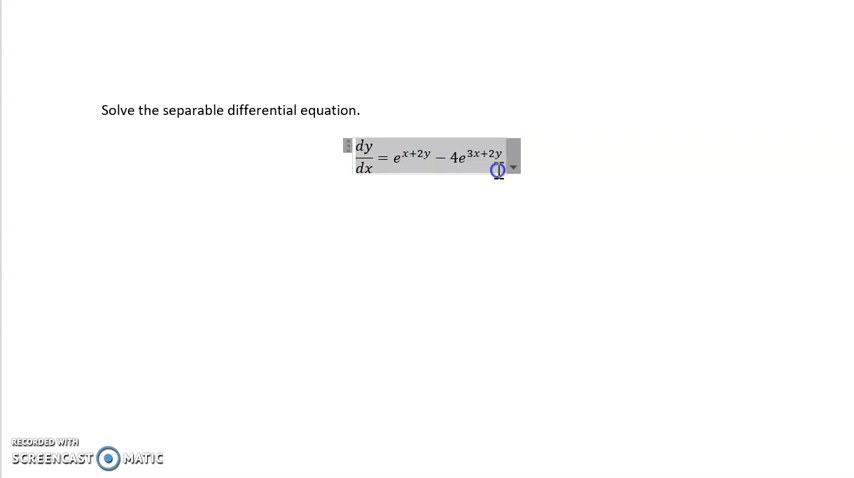 Solve the separable differential equation.
dy/dx = e^{x+2y} − 4e^{3x+2y}
RECORDED WITH
SCREENCAST MATIC